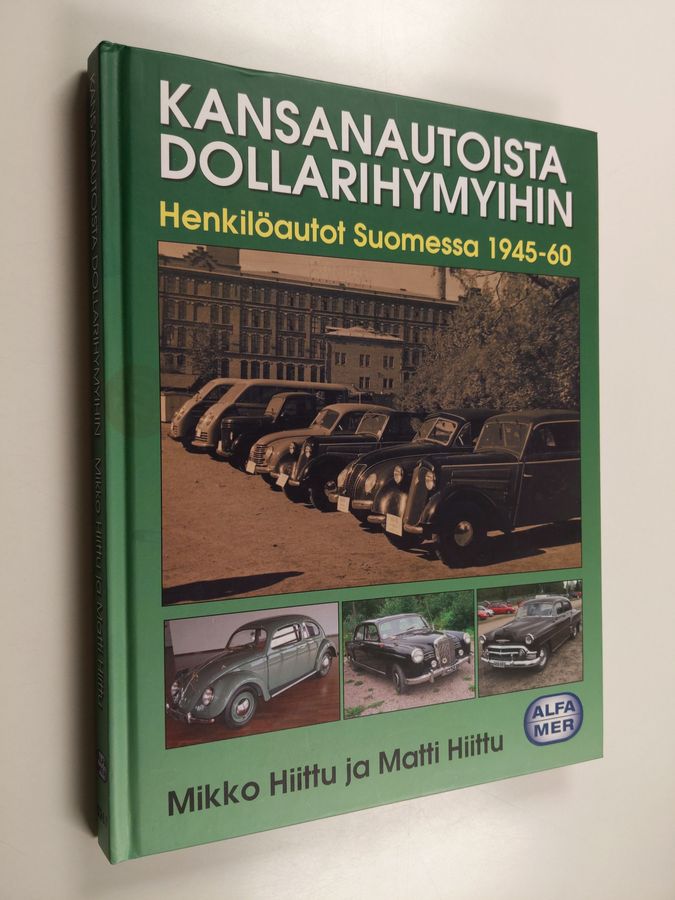 KANSANAUTOISTA
DOLLARIHYMYIHIN
Henkilöautot Suomessa 1945-60
ALFA
MER
Mikko Hiittu ja Matti Hiittu
KANSANAUTOISTA DOLLARIHYMYIHIN Mikko Hiittu ja Matti Hiittu